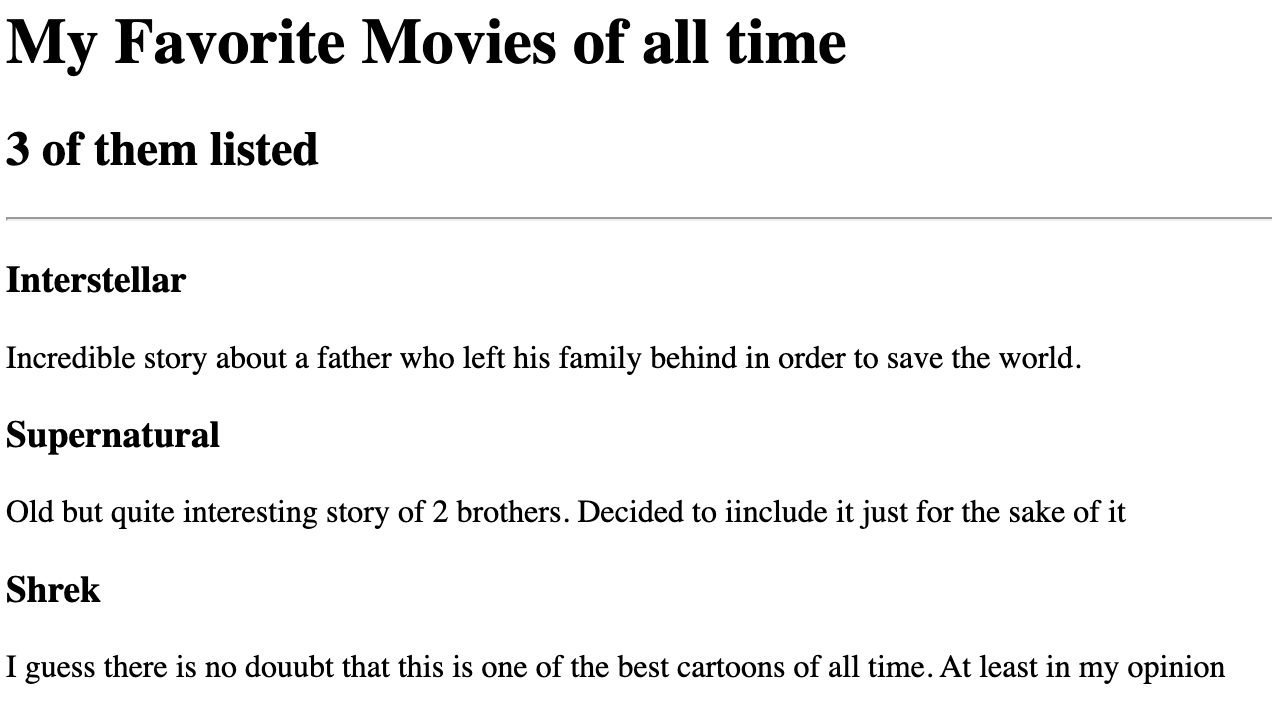 My Favorite Movies of all time
3 of them listed
Interstellar
Incredible story about a father who left his family behind in order to save the world.
Supernatural
Old but quite interesting story of 2 brothers. Decided to iinclude it just for the sake of it
Shrek
I guess there is no douubt that this is one of the best cartoons of all time. At least in my opinion